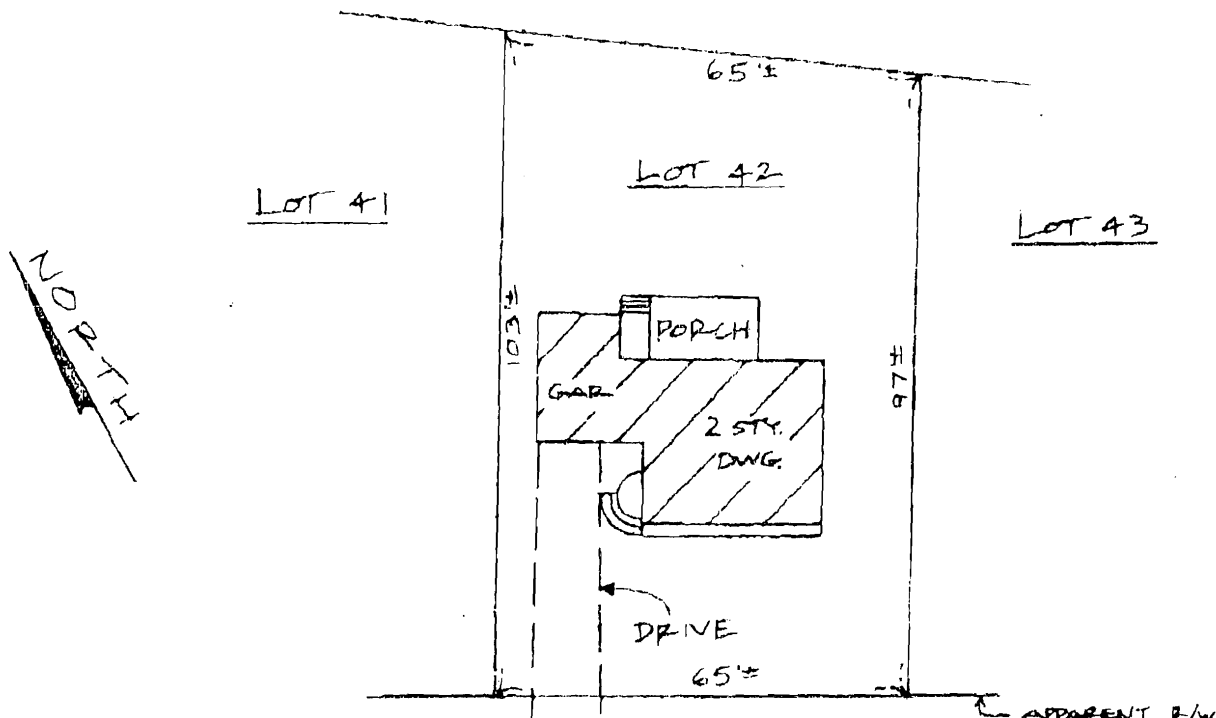 65'±
LOT 42
LOT 41
LOT 43
NORTH
103'±
PORCH
97±
GAR
2 STY.
DWG.
DRIVE
65'±
APPARENT R/W